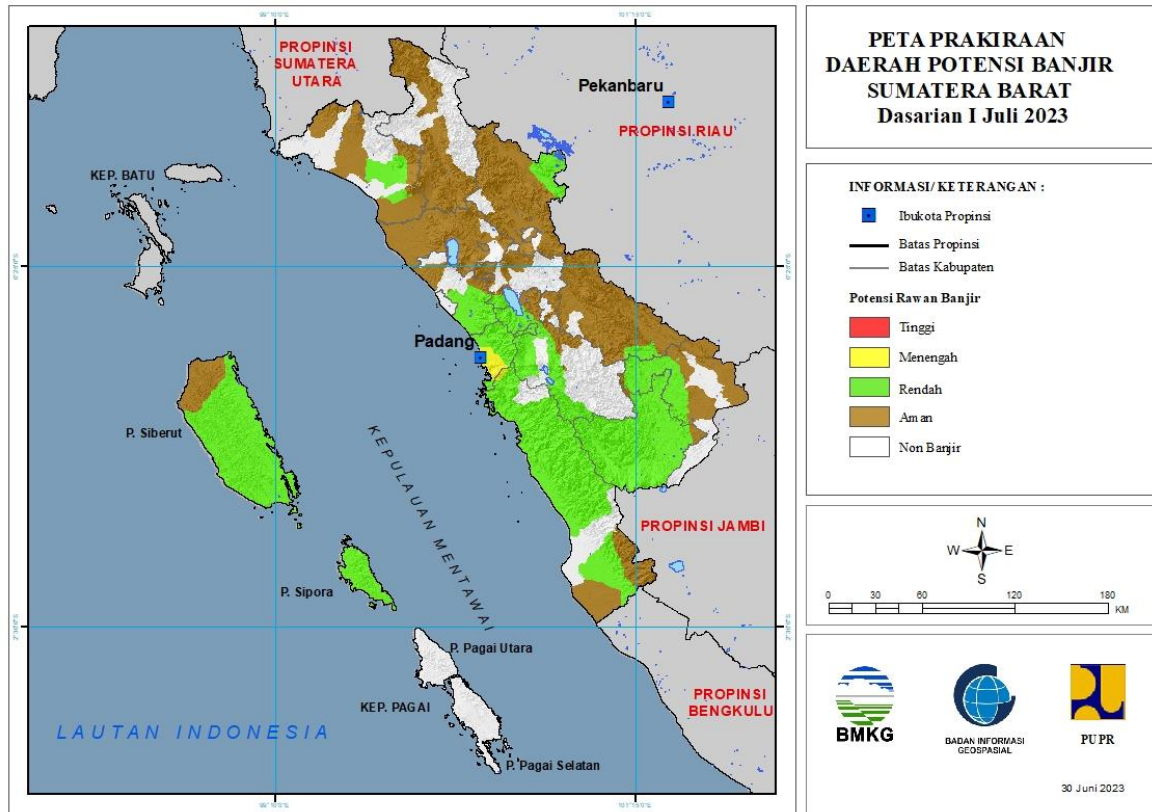 PETA PRAKIRAAN
DAERAH POTENSI BANJIR
SUMATERA BARAT
Dasarian I Juli 2023
INFORMASI/ KETERANGAN :
Ibukota Propinsi
Batas Propinsi
Batas Kabupaten
Potensi Rawan Banjir
Tinggi
Menengah
Rendah
Aman
Non Banjir
N
W E
S
0 30 60 120 180
KM
BMKG
BADAN INFORMASI
GEOSPASIAL
PUPR
30 Juni 2023
PROPINSI
SUMATERA
UTARA
Pekanbaru
PROPINSI RIAU
KEP. BATU
Padang
P. Siberut
KEPULAUAN MENTAWAI
PROPINSI JAMBI
P. Sipora
P. Pagai Utara
KEP. PAGAI
PROPINSI
BENGKULU
LAUTAN INDONESIA
P. Pagai Selatan